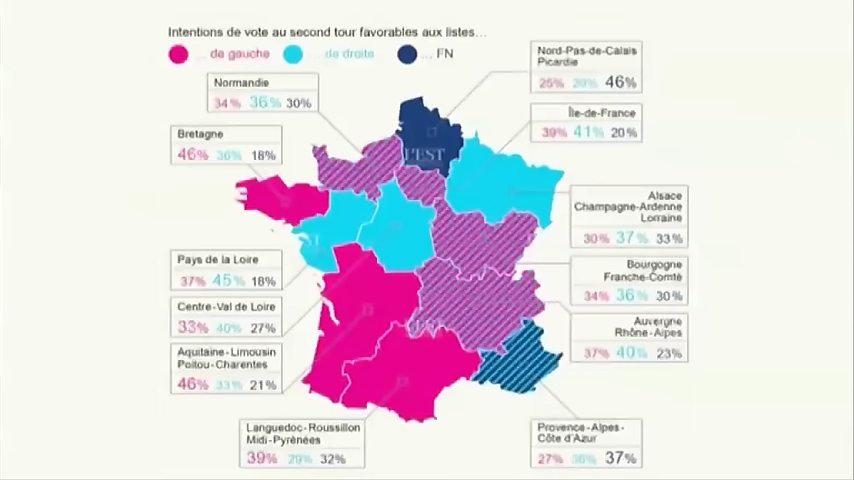 Intentions de vote au second tour favorables aux listes...
... de gauche ... de droite ... FN
Nord-Pas-de-Calais
Picardie
25% 29% 46%
Normandie
34% 36% 30%
Île-de-France
39% 41% 20%
Bretagne
46% 36% 18%
L'EST
Alsace
Champagne-Ardenne
Lorraine
30% 37% 33%
Pays de la Loire
37% 45% 18%
Bourgogne
Franche-Comté
34% 36% 30%
Centre-Val de Loire
33% 40% 27%
Auvergne
Rhône-Alpes
37% 40% 23%
Aquitaine-Limousin
Poitou-Charentes
46% 33% 21%
Languedoc-Roussillon
Midi-Pyrénées
39% 29% 32%
Provence-Alpes-
Côte d'Azur
27% 36% 37%